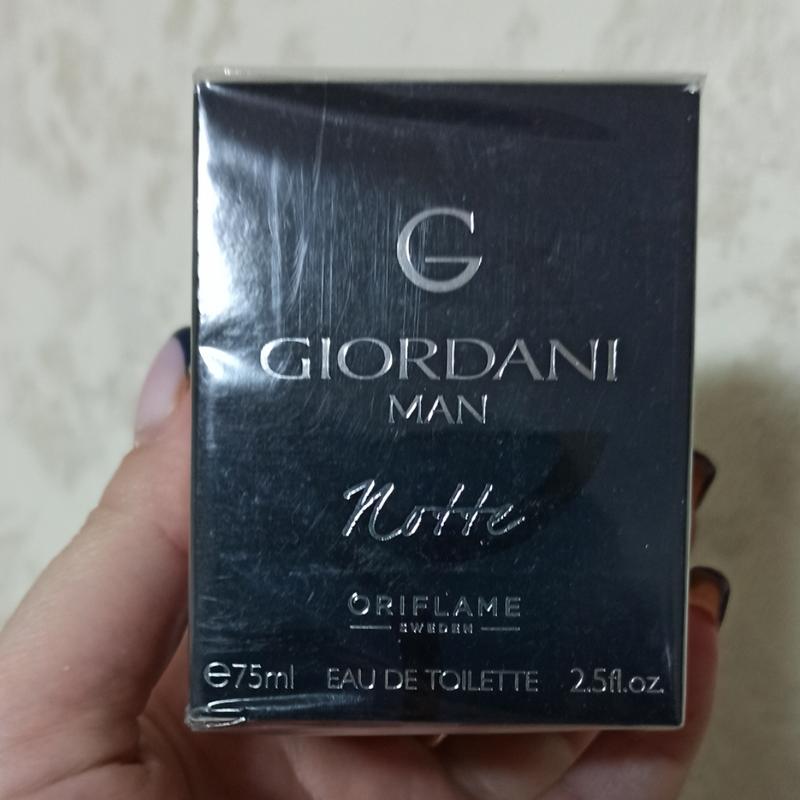 G
GIORDANI
MAN
Notte
ORIFLAME
SWEDEN
℮75ml EAU DE TOILETTE 2.5fl.oz.